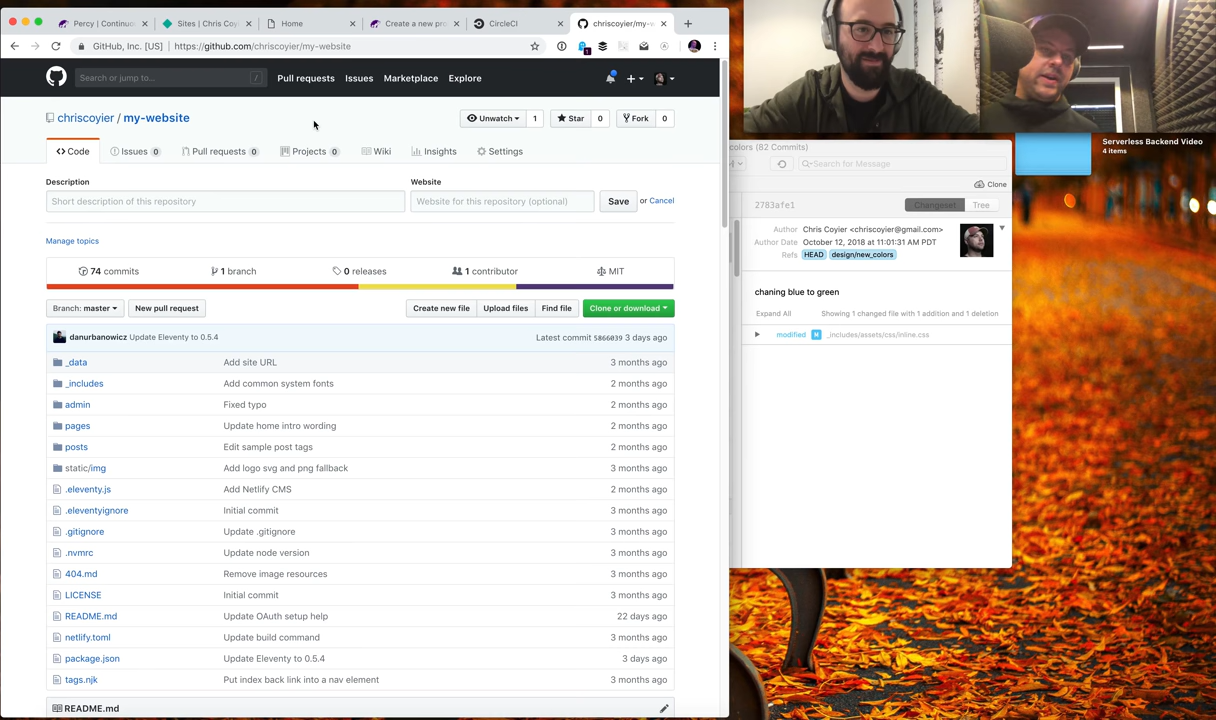 Percy | Continuou
Sites | Chris Coyi
Home
Create a new pro
CircleCI
chriscoyier/my-w
GitHub, Inc. [US] | https://github.com/chriscoyier/my-website
Search or jump to...
/
Pull requests
Issues
Marketplace
Explore
chriscoyier / my-website
Unwatch 1
Star 0
Fork 0
Code
Issues 0
Pull requests 0
Projects 0
Wiki
Insights
Settings
Description
Website
Short description of this repository
Website for this repository (optional)
Save or Cancel
Manage topics
74 commits
1 branch
0 releases
1 contributor
MIT
Branch: master
New pull request
Create new file
Upload files
Find file
Clone or download
danurbanowicz Update Eleventy to 0.5.4
Latest commit 5866039 3 days ago
_data Add site URL 3 months ago
_includes Add common system fonts 2 months ago
admin Fixed typo 2 months ago
pages Update home intro wording 2 months ago
posts Edit sample post tags 2 months ago
static/img Add logo svg and png fallback 3 months ago
.eleventy.js Add Netlify CMS 2 months ago
.eleventyignore Initial commit 3 months ago
.gitignore Update .gitignore 3 months ago
.nvmrc Update node version 3 months ago
404.md Remove image resources 3 months ago
LICENSE Initial commit 3 months ago
README.md Update OAuth setup help 22 days ago
netlify.toml Update build command 3 months ago
package.json Update Eleventy to 0.5.4 3 days ago
tags.njk Put index back link into a nav element 3 months ago
README.md
Serverless Backend Video
4 items
colors (82 Commits)
Search for Message
Clone
2783afe1
Changeset
Tree
Author Chris Coyier <chriscoyier@gmail.com>
Author Date October 12, 2018 at 11:01:31 AM PDT
Refs HEAD design/new_colors
chaning blue to green
Expand All
Showing 1 changed file with 1 addition and 1 deletion
modified M _includes/assets/css/inline.css